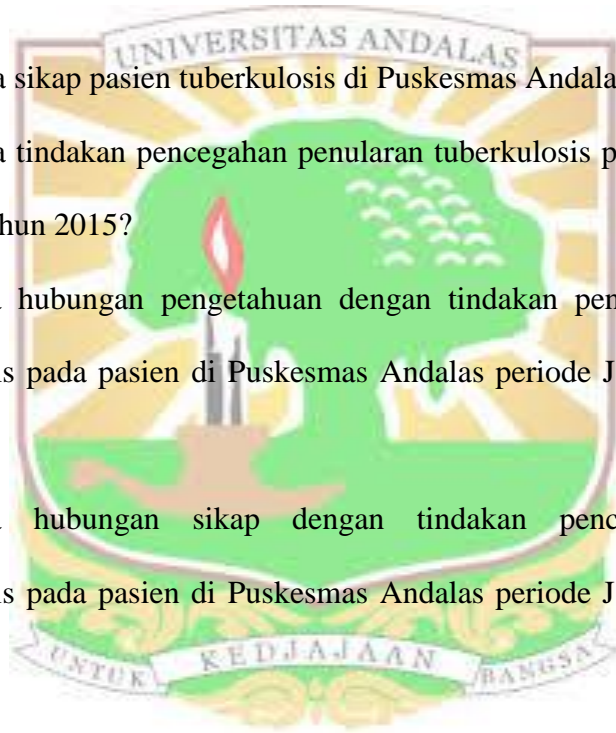 UNIVERSITAS ANDALAS
a sikap pasien tuberkulosis di Puskesmas Andala
a tindakan pencegahan penularan tuberkulosis p
hun 2015?
hubungan pengetahuan dengan tindakan pen
s pada pasien di Puskesmas Andalas periode J
hubungan sikap dengan tindakan penc
s pada pasien di Puskesmas Andalas periode J
UNTUK KEDJAJAAN BANGSA